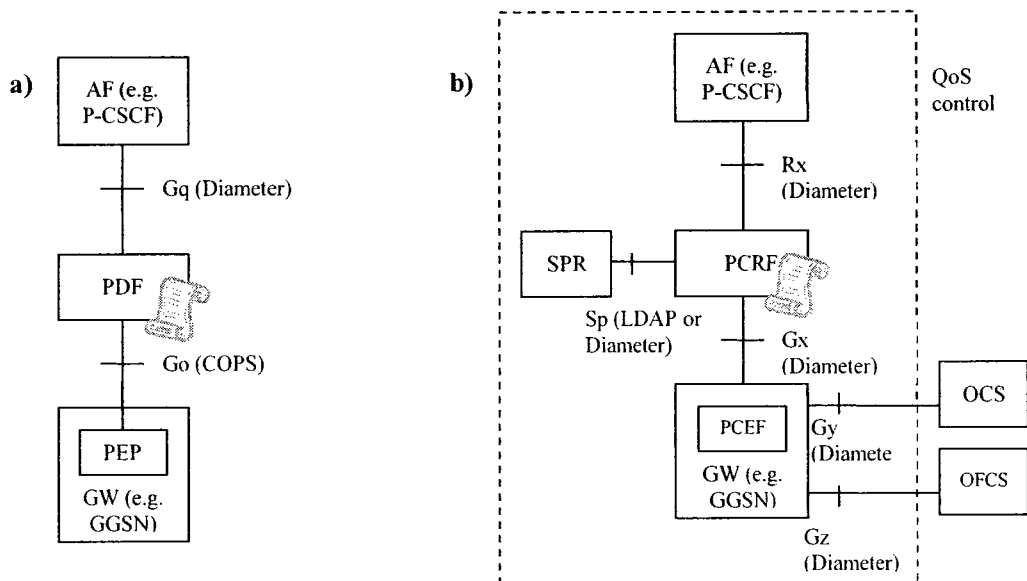 a)
AF (e.g.
P-CSCF)
Gq (Diameter)
PDF
Go (COPS)
PEP
GW (e.g.
GGSN)
b)
QoS
control
AF (e.g.
P-CSCF)
Rx
(Diameter)
SPR
PCRF
Sp (LDAP or
Diameter)
Gx
(Diameter)
PCEF
GW (e.g.
GGSN)
Gy
(Diamete
OCS
OFCS
Gz
(Diameter)